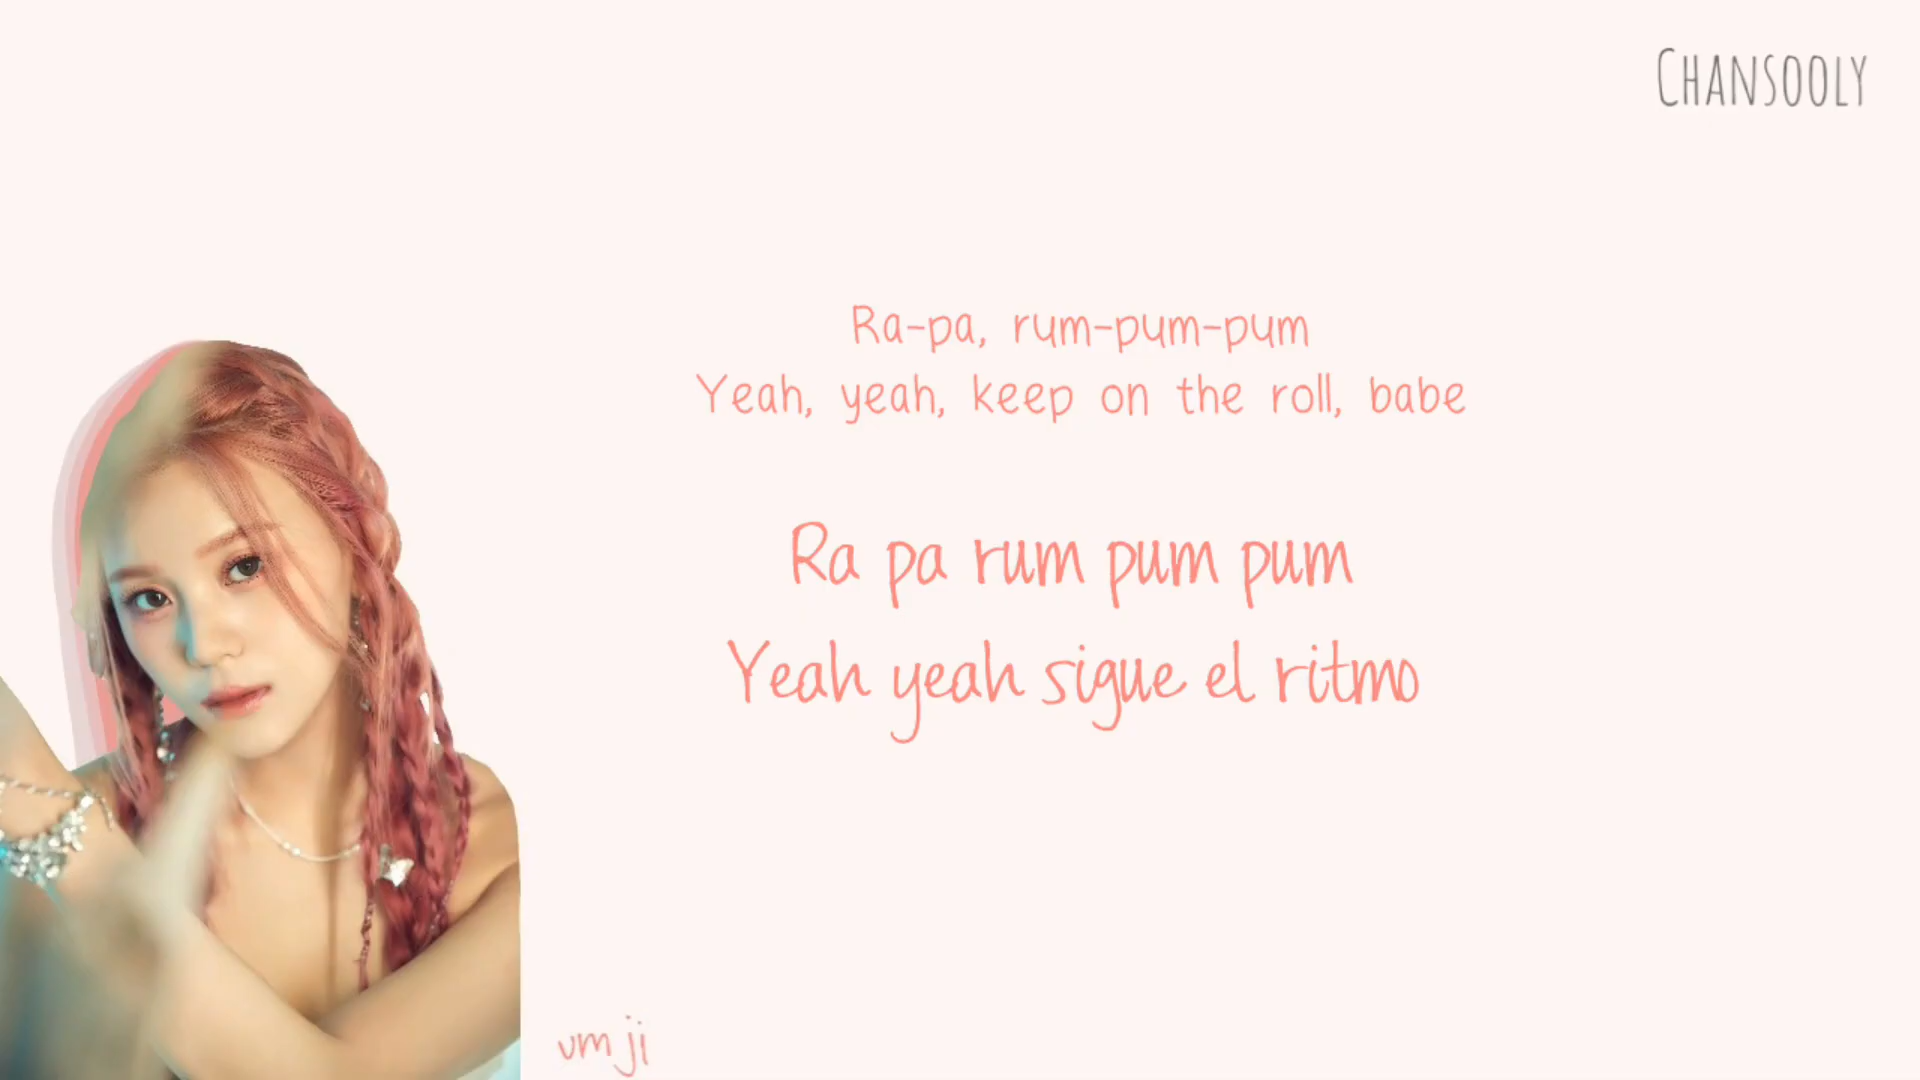 CHANSOOLY
Ra-pa, rum-pum-pum
Yeah, yeah, keep on the roll, babe
Ra pa rum pum pum
Yeah yeah sigue el ritmo
umji